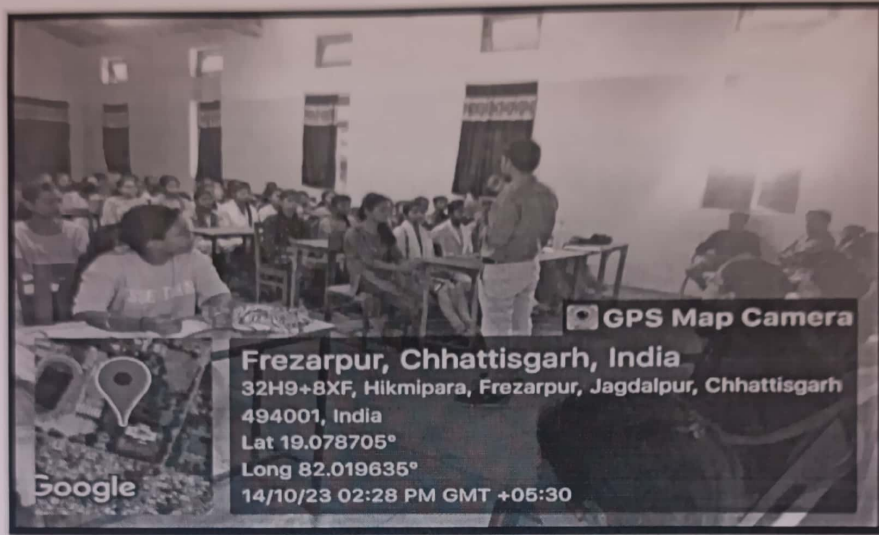 GPS Map Camera
Frezarpur, Chhattisgarh, India
32H9+8XF, Hikmipara, Frezarpur, Jagdalpur, Chhattisgarh
494001, India
Lat 19.078705°
Long 82.019635°
14/10/23 02:28 PM GMT +05:30
Google